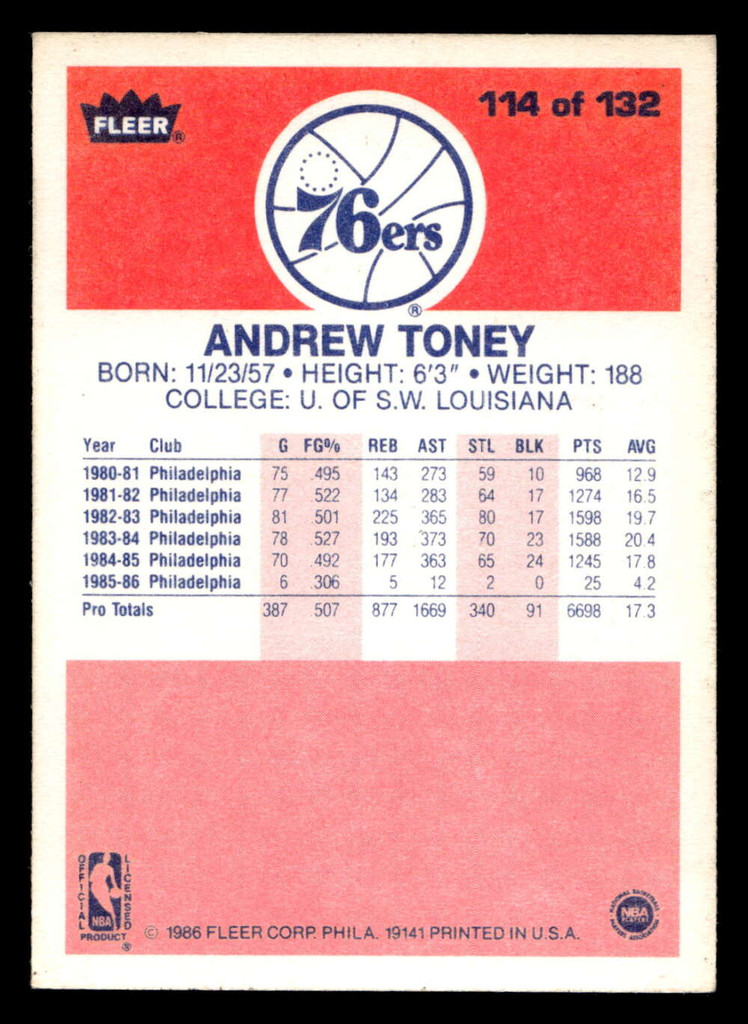 FLEER®
114 of 132
76ers
®
ANDREW TONEY
BORN: 11/23/57 • HEIGHT: 6'3" • WEIGHT: 188
COLLEGE: U. OF S.W. LOUISIANA
Year Club G FG% REB AST STL BLK PTS AVG
1980-81 Philadelphia 75 .495 143 273 59 10 968 12.9
1981-82 Philadelphia 77 .522 134 283 64 17 1274 16.5
1982-83 Philadelphia 81 .501 225 365 80 17 1598 19.7
1983-84 Philadelphia 78 .527 193 373 70 23 1588 20.4
1984-85 Philadelphia 70 .492 177 363 65 24 1245 17.8
1985-86 Philadelphia 6 .306 5 12 2 0 25 4.2
Pro Totals 387 .507 877 1669 340 91 6698 17.3
OFFICIAL
LICENSED
NBA
PRODUCT
®
© 1986 FLEER CORP. PHILA. 19141 PRINTED IN U.S.A.
NATIONAL BASKETBALL
NBA
PLAYERS
PLAYERS ASSOCIATION